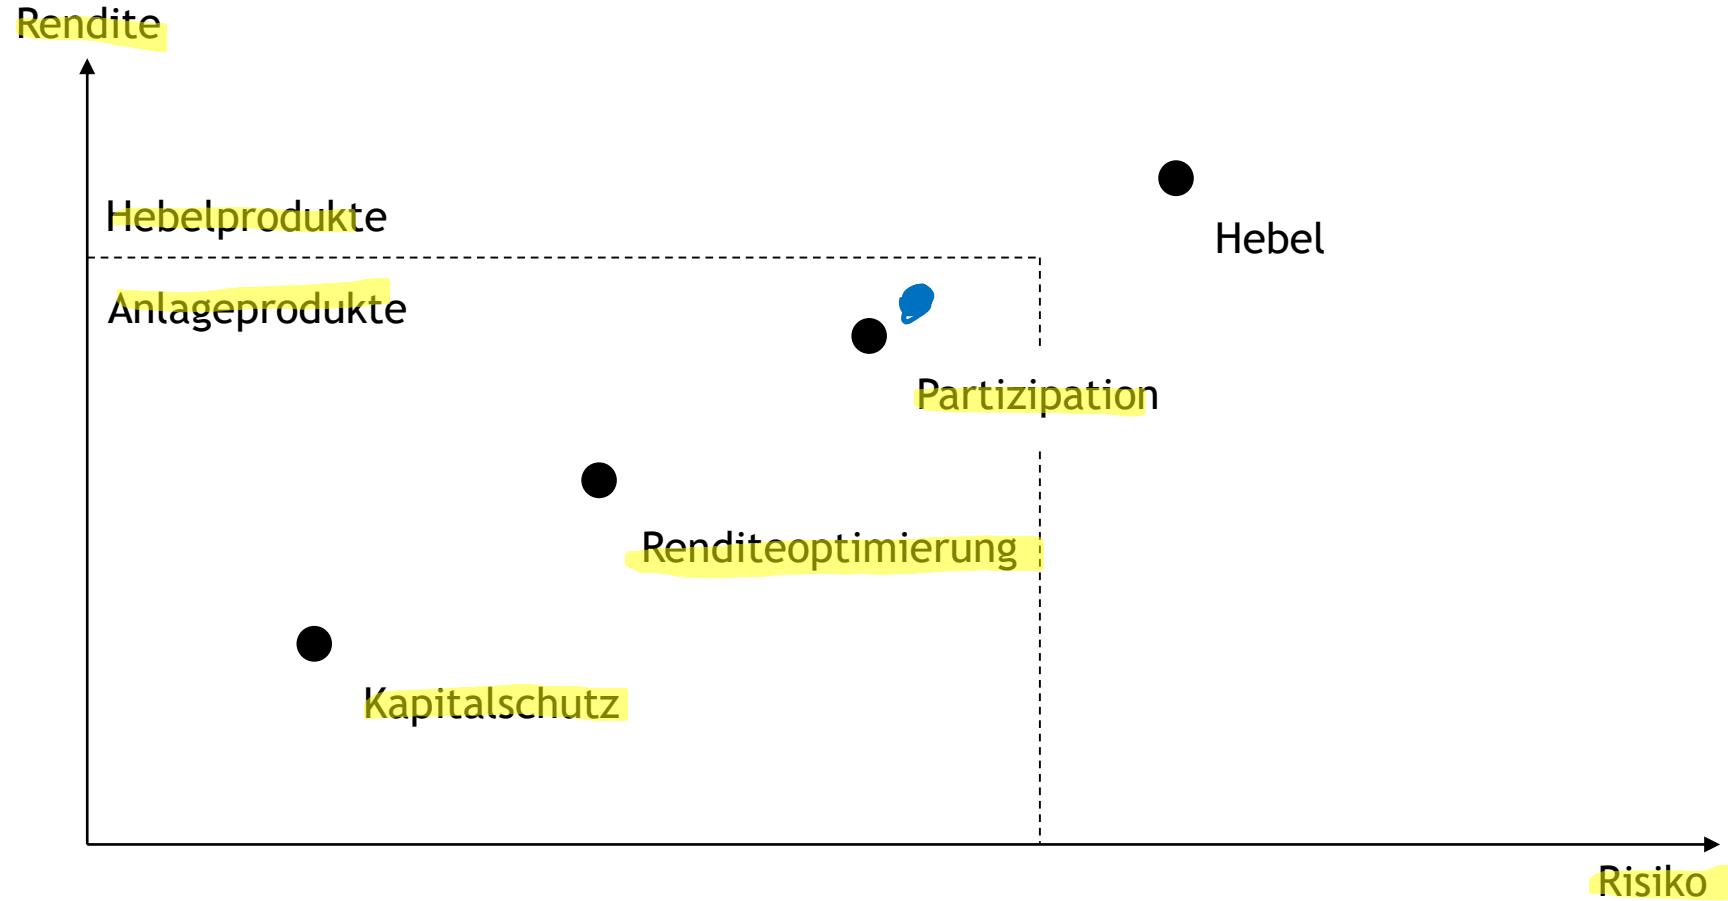 Rendite
Hebelprodukte
Hebel
Anlageprodukte
Partizipation
Renditeoptimierung
Kapitalschutz
Risiko